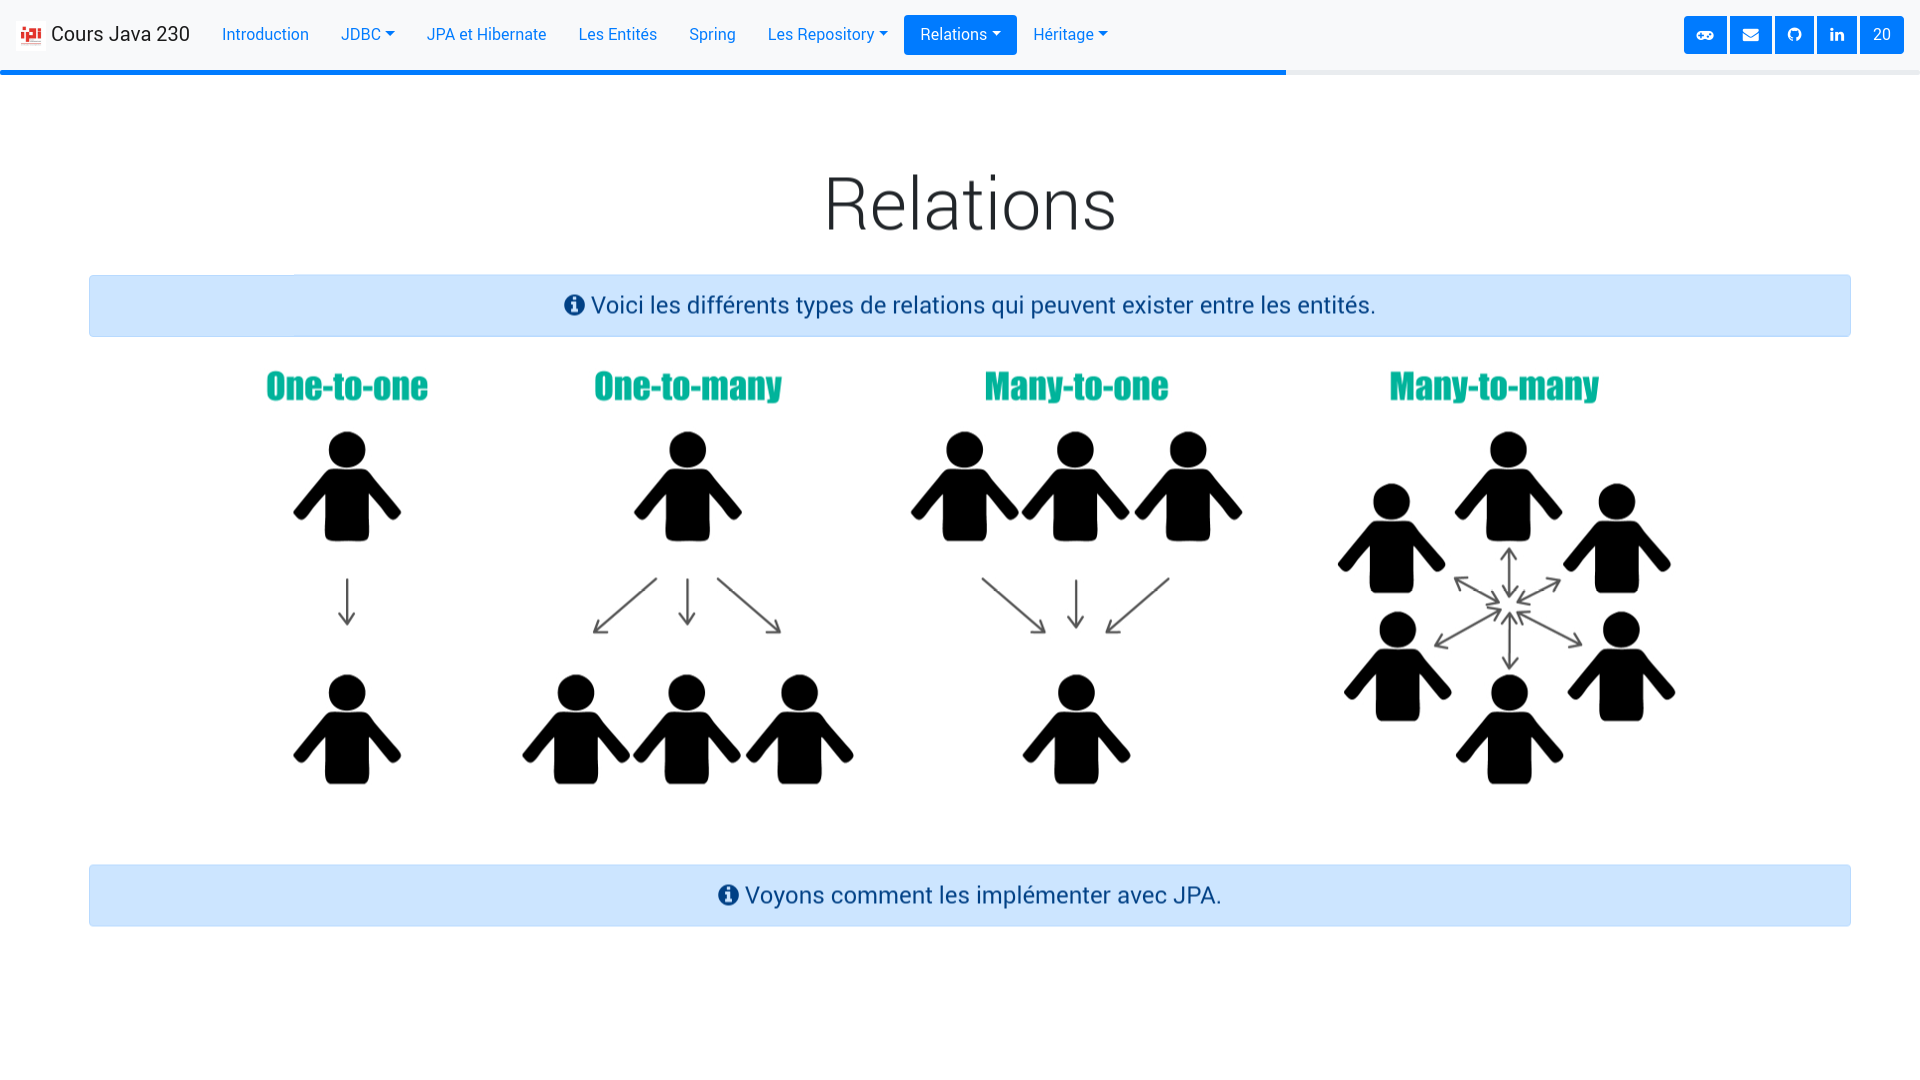 ipi Cours Java 230 Introduction JDBC JPA et Hibernate Les Entités Spring Les Repository Relations Héritage in 20
Relations
Voici les différents types de relations qui peuvent exister entre les entités.
One-to-one One-to-many Many-to-one Many-to-many
Voyons comment les implémenter avec JPA.